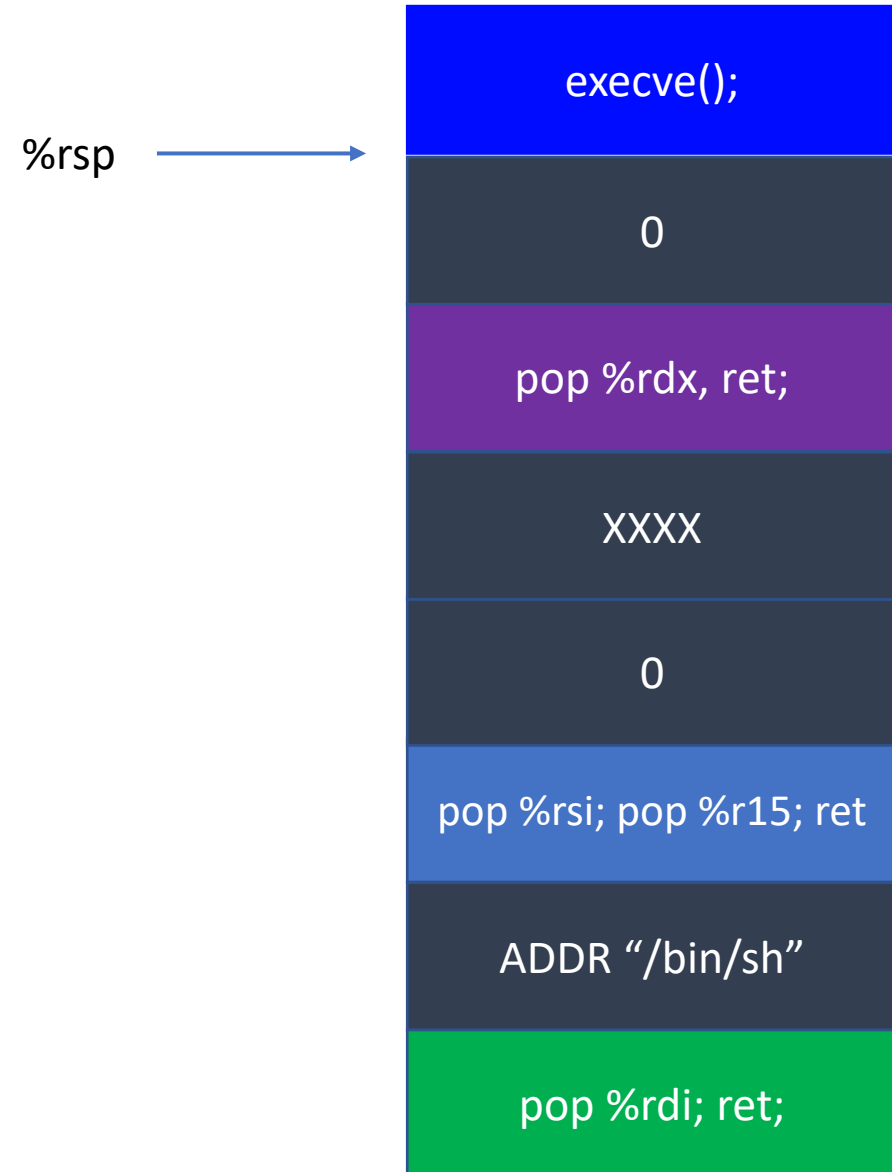 execve();
%rsp
0
pop %rdx, ret;
XXXX
0
pop %rsi; pop %r15; ret
ADDR “/bin/sh”
pop %rdi; ret;